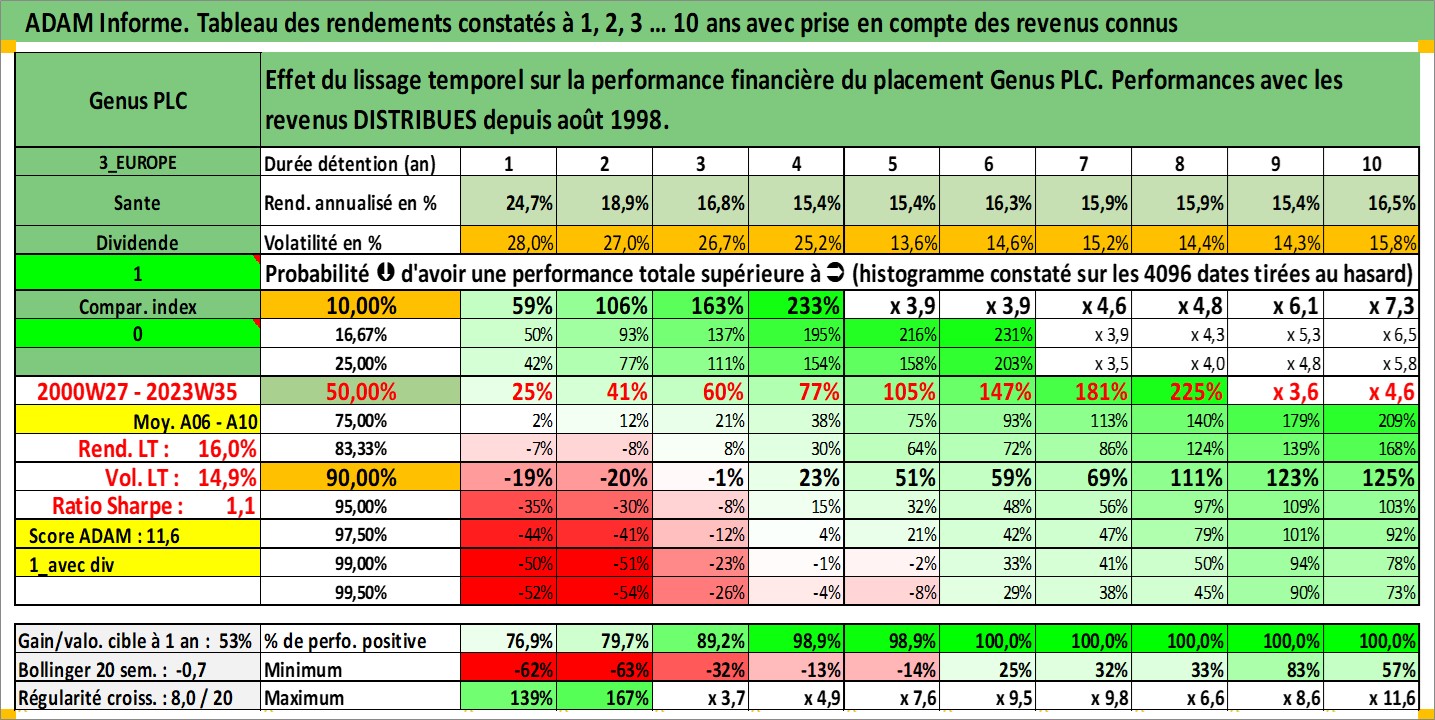 ADAM Informe. Tableau des rendements constatés à 1, 2, 3 ... 10 ans avec prise en compte des revenus connus
Genus PLC
Effet du lissage temporel sur la performance financière du placement Genus PLC. Performances avec les
revenus DISTRIBUES depuis août 1998.
3_EUROPE Durée détention (an) 1 2 3 4 5 6 7 8 9 10
Sante Rend. annualisé en % 24,7% 18,9% 16,8% 15,4% 15,4% 16,3% 15,9% 15,9% 15,4% 16,5%
Dividende Volatilité en % 28,0% 27,0% 26,7% 25,2% 13,6% 14,6% 15,2% 14,4% 14,3% 15,8%
1 Probabilité d'avoir une performance totale supérieure à (histogramme constaté sur les 4096 dates tirées au hasard)
Compar. index 10,00% 59% 106% 163% 233% x 3,9 x 3,9 x 4,6 x 4,8 x 6,1 x 7,3
0 16,67% 50% 93% 137% 195% 216% 231% x 3,9 x 4,3 x 5,3 x 6,5
25,00% 42% 77% 111% 154% 158% 203% x 3,5 x 4,0 x 4,8 x 5,8
2000W27 - 2023W35 50,00% 25% 41% 60% 77% 105% 147% 181% 225% x 3,6 x 4,6
Moy. A06 - A10 75,00% 2% 12% 21% 38% 75% 93% 113% 140% 179% 209%
Rend. LT : 16,0% 83,33% -7% -8% 8% 30% 64% 72% 86% 124% 139% 168%
Vol. LT : 14,9% 90,00% -19% -20% -1% 23% 51% 59% 69% 111% 123% 125%
Ratio Sharpe : 1,1 95,00% -35% -30% -8% 15% 32% 48% 56% 97% 101% 103%
Score ADAM : 11,6 97,50% -44% -41% -12% 4% 21% 42% 47% 79% 101% 92%
1_avec div 99,00% -50% -51% -23% -1% -2% 33% 41% 50% 94% 78%
99,50% -52% -54% -26% -4% -8% 29% 38% 45% 90% 73%
Gain/valo. cible à 1 an : 53% % de perfo. positive 76,9% 79,7% 89,2% 98,9% 98,9% 100,0% 100,0% 100,0% 100,0% 100,0%
Bollinger 20 sem. : -0,7 Minimum -62% -63% -32% -13% -14% 25% 32% 33% 83% 57%
Régularité croiss. : 8,0 / 20 Maximum 139% 167% x 3,7 x 4,9 x 7,6 x 9,5 x 9,8 x 6,6 x 8,6 x 11,6